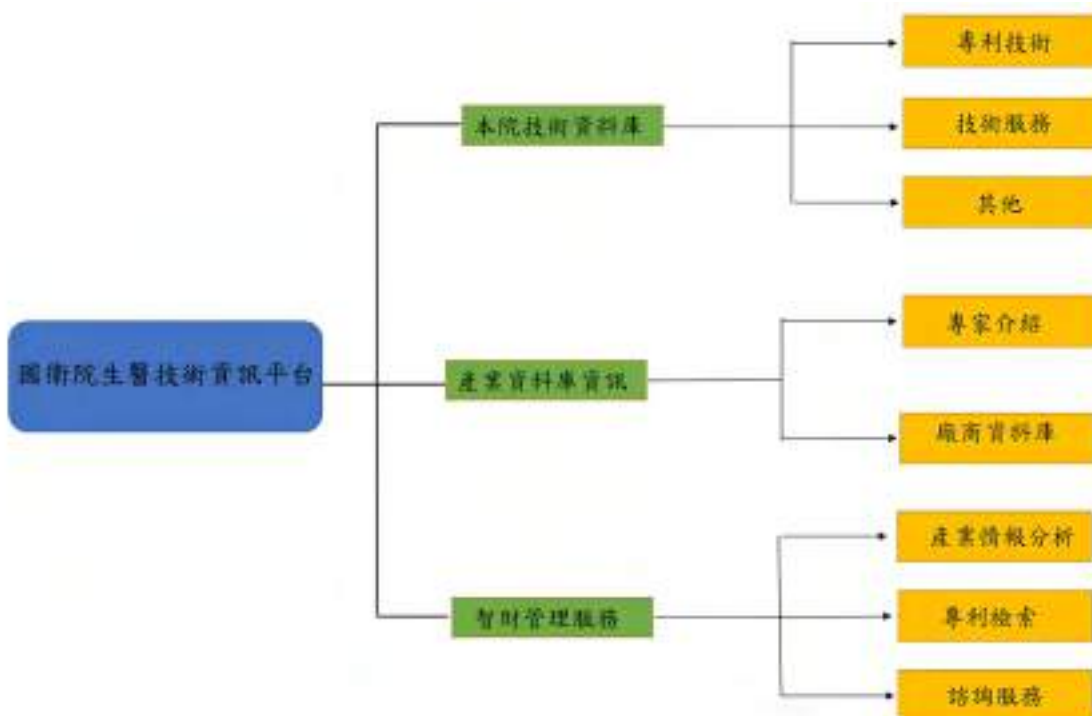 國衛院生醫技術資訊平台
本院技術資料庫
專利技術
技術服務
其他
產業資料庫資訊
專家介紹
廠商資料庫
智財管理服務
產業情報分析
專利檢索
諮詢服務